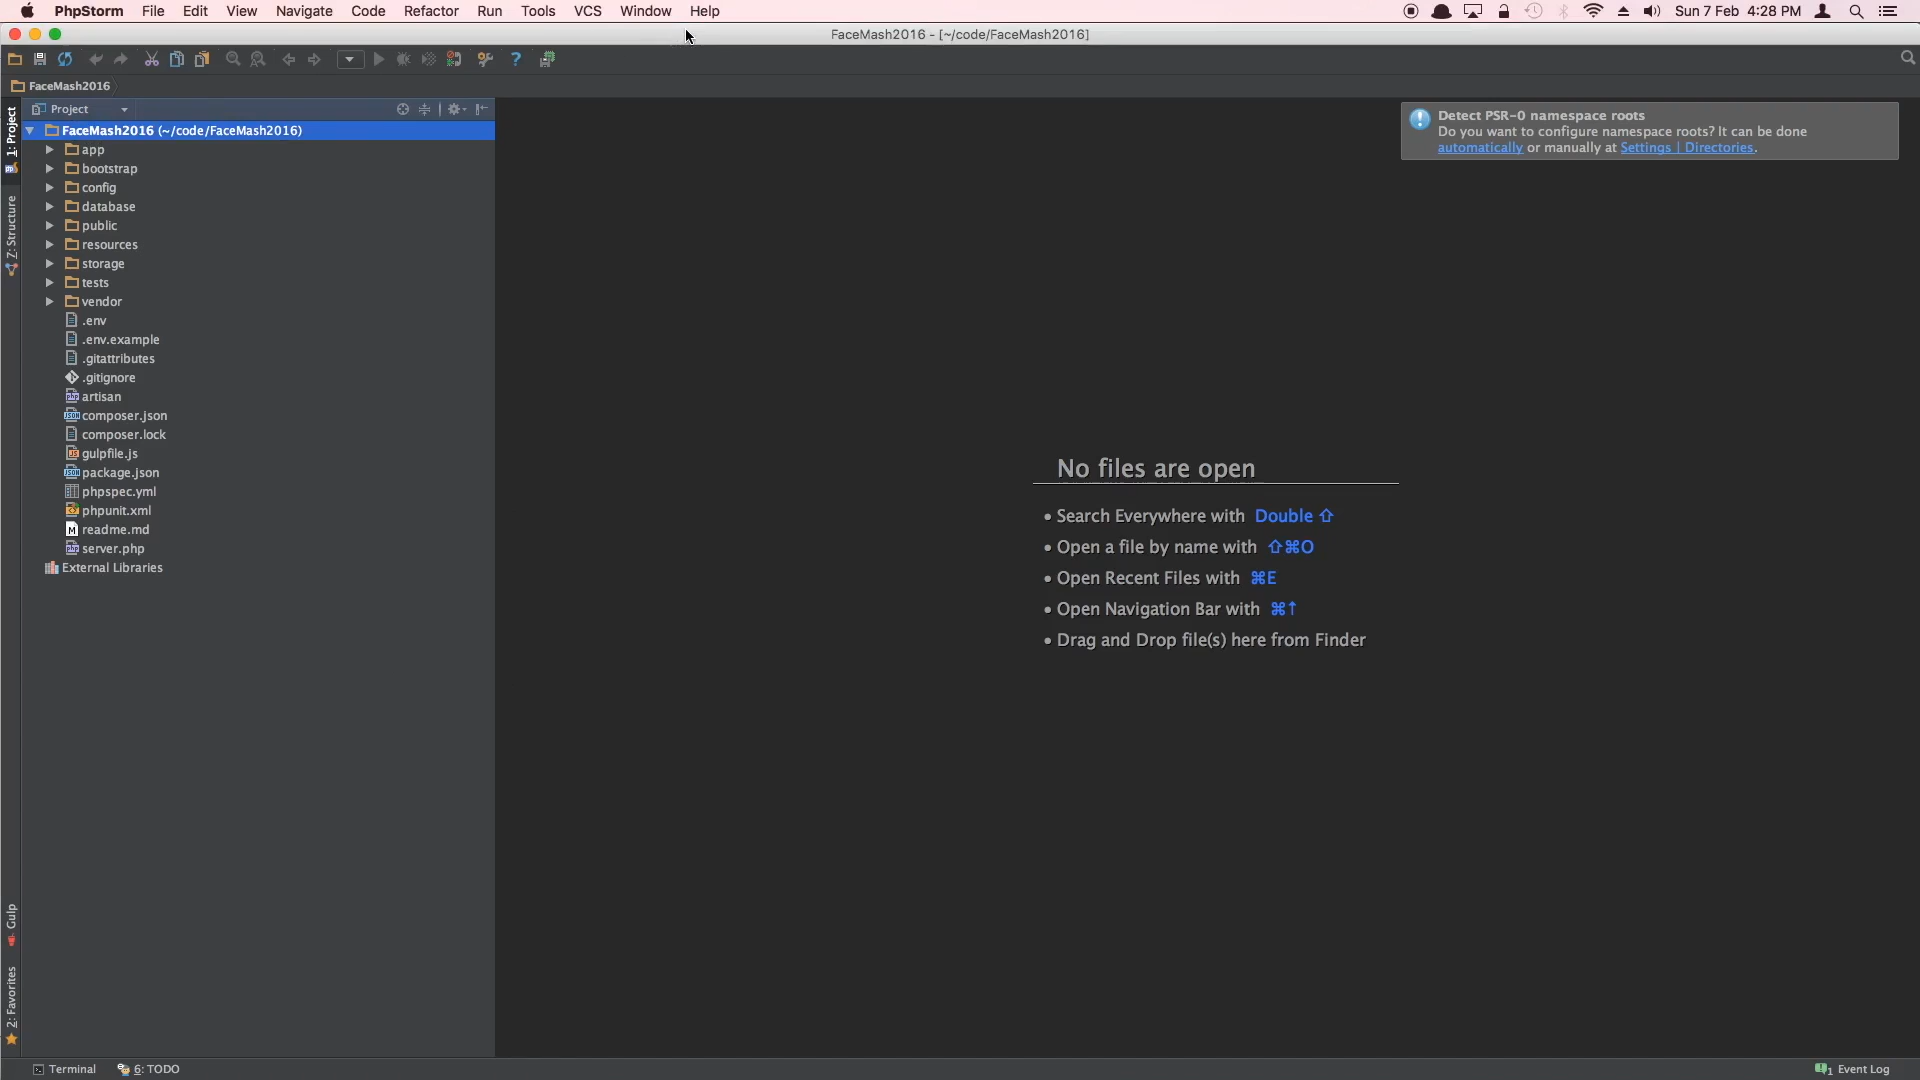 PhpStorm File Edit View Navigate Code Refactor Run Tools VCS Window Help Sun 7 Feb 4:28 PM
FaceMash2016 - [~/code/FaceMash2016]
FaceMash2016
Project
FaceMash2016 (~/code/FaceMash2016)
app
bootstrap
config
database
public
resources
storage
tests
vendor
.env
.env.example
.gitattributes
.gitignore
artisan
composer.json
composer.lock
gulpfile.js
package.json
phpspec.yml
phpunit.xml
readme.md
server.php
External Libraries
1: Project
Z: Structure
Gulp
2: Favorites
Detect PSR-0 namespace roots
Do you want to configure namespace roots? It can be done
automatically or manually at Settings | Directories.
No files are open
• Search Everywhere with Double ⇧
• Open a file by name with ⇧⌘O
• Open Recent Files with ⌘E
• Open Navigation Bar with ⌘↑
• Drag and Drop file(s) here from Finder
Terminal 6: TODO 1 Event Log